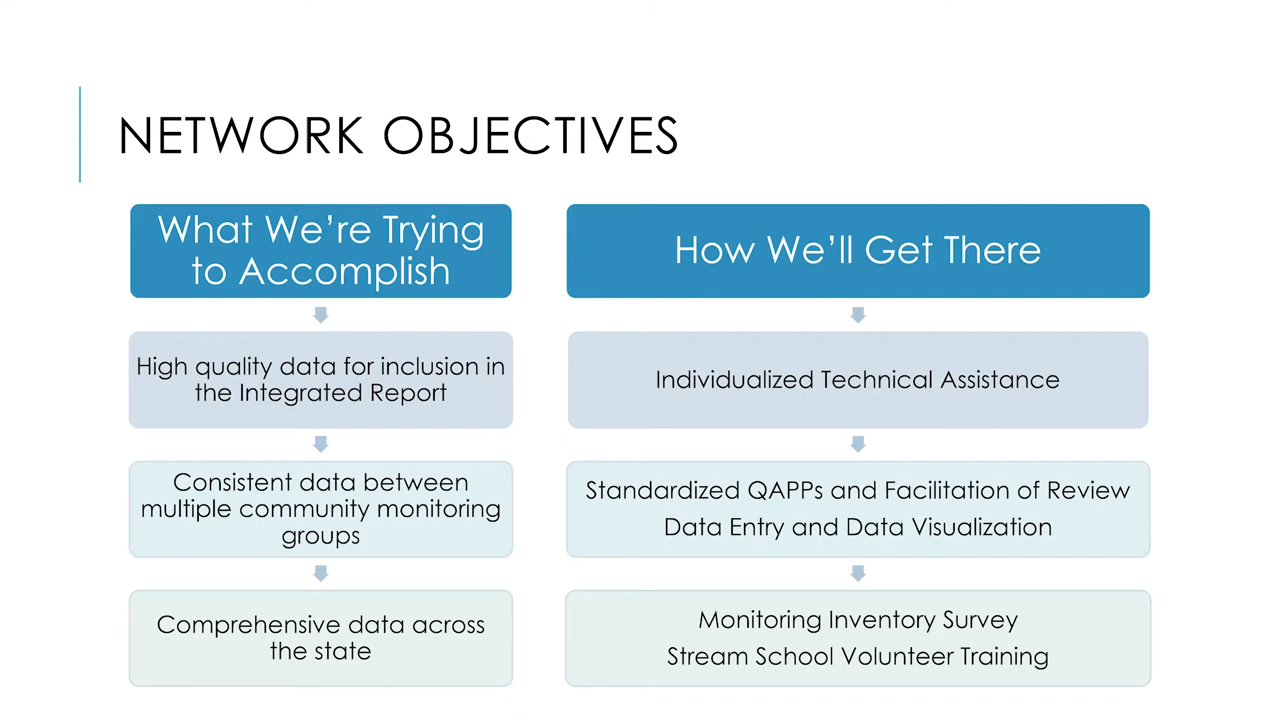 NETWORK OBJECTIVES
What We're Trying
to Accomplish
High quality data for inclusion in
the Integrated Report
Consistent data between
multiple community monitoring
groups
Comprehensive data across
the state
How We'll Get There
Individualized Technical Assistance
Standardized QAPPs and Facilitation of Review
Data Entry and Data Visualization
Monitoring Inventory Survey
Stream School Volunteer Training